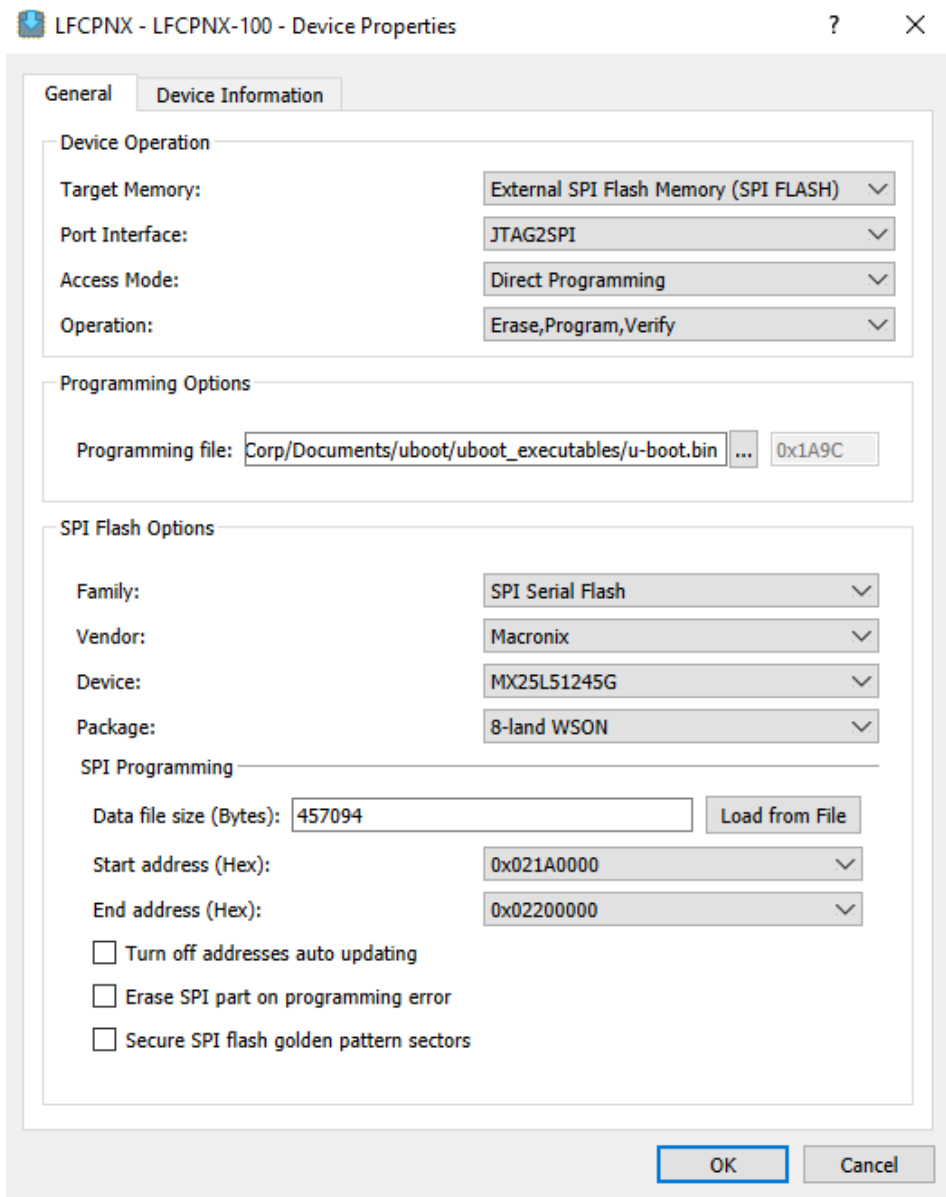 LFCPNX - LFCPNX-100 - Device Properties ?
General Device Information
Device Operation
Target Memory: External SPI Flash Memory (SPI FLASH)
Port Interface: JTAG2SPI
Access Mode: Direct Programming
Operation: Erase,Program,Verify
Programming Options
Programming file: Corp/Documents/uboot/uboot_executables/u-boot.bin ... 0x1A9C
SPI Flash Options
Family: SPI Serial Flash
Vendor: Macronix
Device: MX25L51245G
Package: 8-land WSON
SPI Programming
Data file size (Bytes): 457094 Load from File
Start address (Hex): 0x021A0000
End address (Hex): 0x02200000
Turn off addresses auto updating
Erase SPI part on programming error
Secure SPI flash golden pattern sectors
OK Cancel